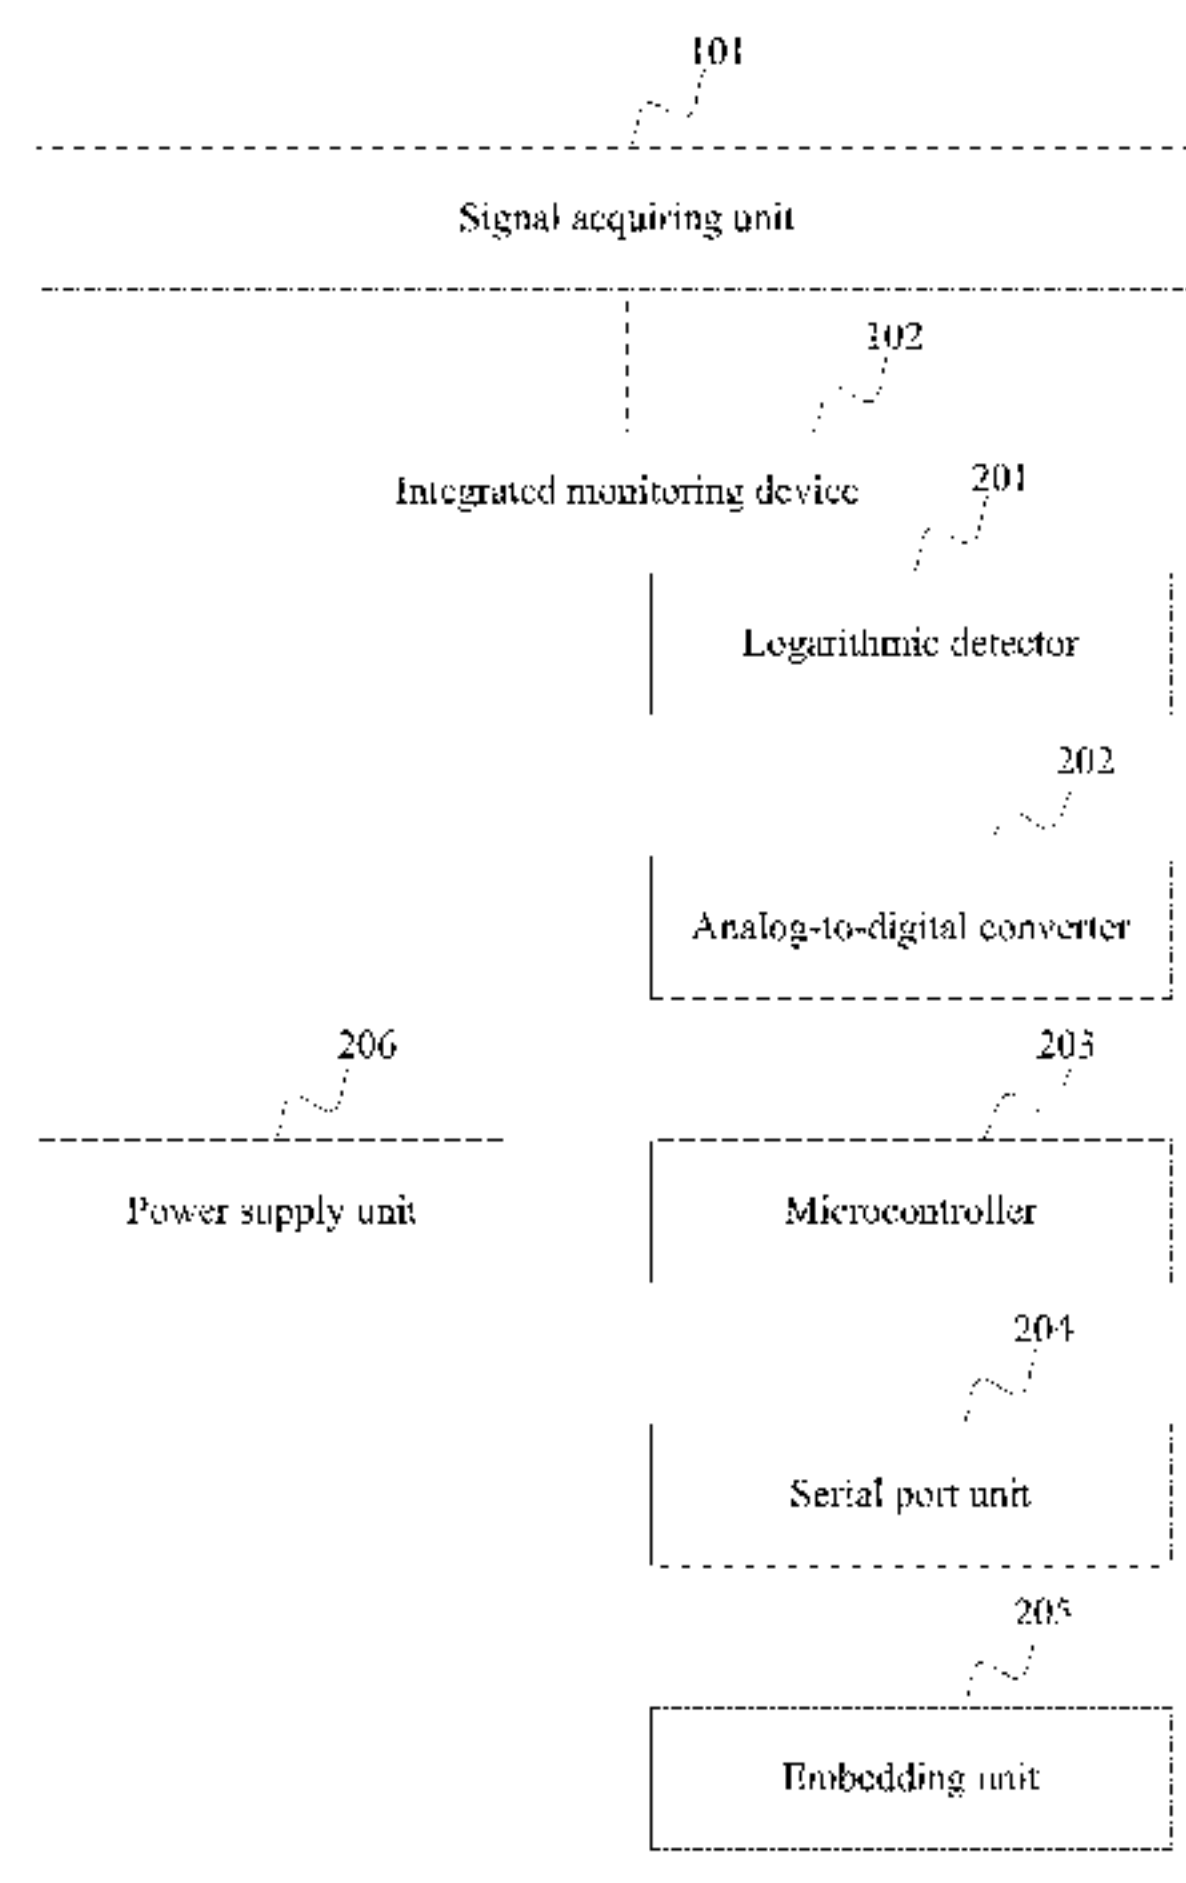 101
Signal acquiring unit
102
Integrated monitoring device
201
Logarithmic detector
202
Analog-to-digital converter
206
203
Power supply unit
Microcontroller
204
Serial port unit
205
Embedding unit